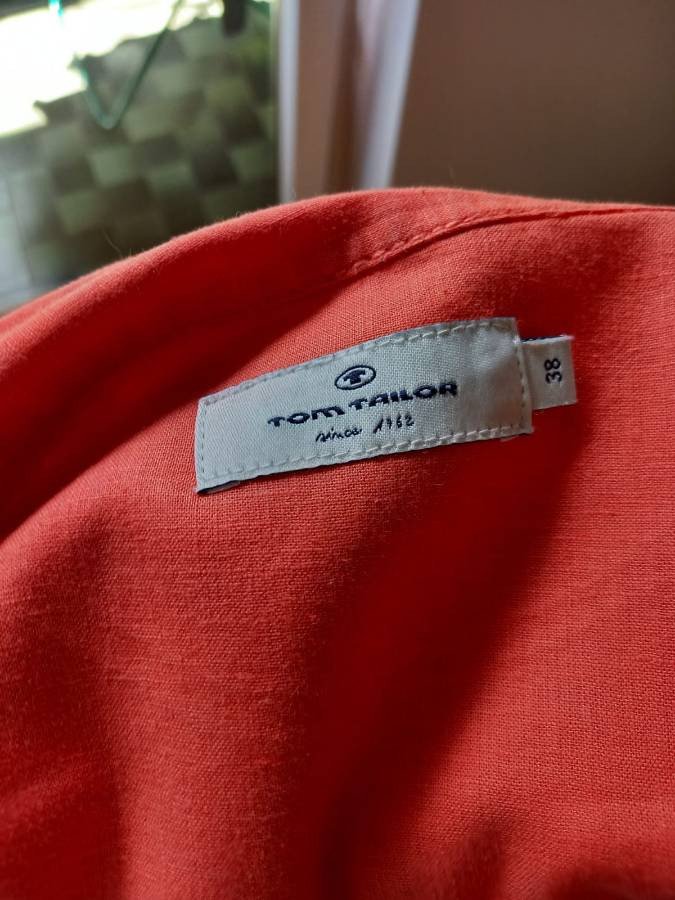 T
TOM TAILOR
since 1962
38